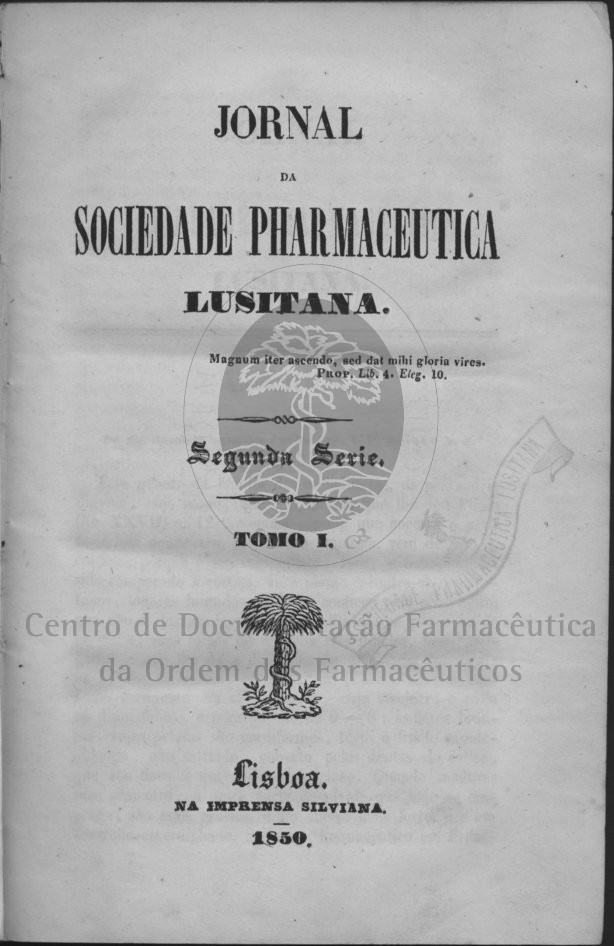 JORNAL
DA
SOCIEDADE PHARMACEUTICA
LUSITANA.
Magnum iter ascendo, sed dat mihi gloria vires.
PROP. Lib. 4. Eleg. 10.
Segunda Serie.
TOMO I.
Centro de Documentação Farmacêutica
da Ordem dos Farmacêuticos
Lisboa.
NA IMPRENSA SILVIANA.
1850.